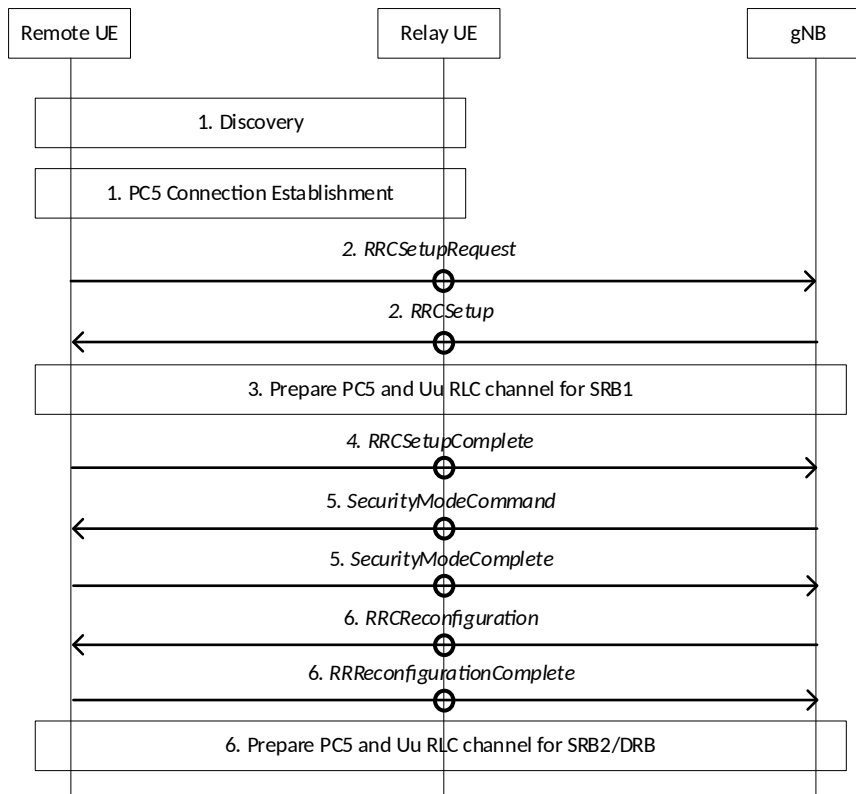 Remote UE
Relay UE
gNB
1. Discovery
1. PC5 Connection Establishment
2. RRCSetupRequest
2. RRCSetup
3. Prepare PC5 and Uu RLC channel for SRB1
4. RRCSetupComplete
5. SecurityModeCommand
5. SecurityModeComplete
6. RRCReconfiguration
6. RRReconfigurationComplete
6. Prepare PC5 and Uu RLC channel for SRB2/DRB